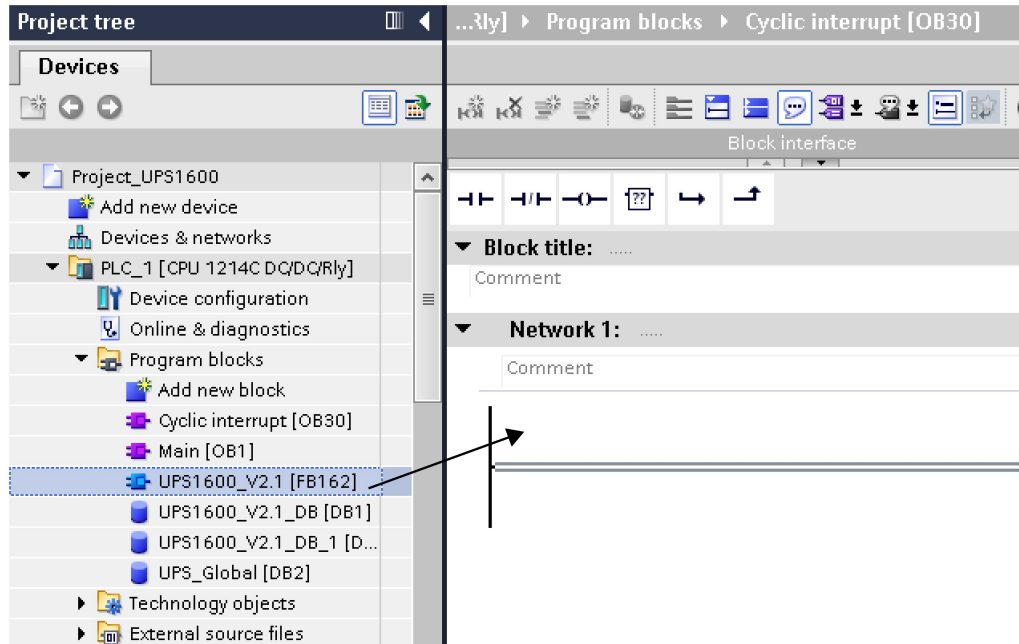 Project tree
Devices
Project_UPS1600
Add new device
Devices & networks
PLC_1 [CPU 1214C DC/DC/Rly]
Device configuration
Online & diagnostics
Program blocks
Add new block
Cyclic interrupt [OB30]
Main [OB1]
UPS1600_V2.1 [FB162]
UPS1600_V2.1_DB [DB1]
UPS1600_V2.1_DB_1 [D...
UPS_Global [DB2]
Technology objects
External source files
...Rly] Program blocks Cyclic interrupt [OB30]
Block interface
??
Block title: .....
Comment
Network 1: .....
Comment